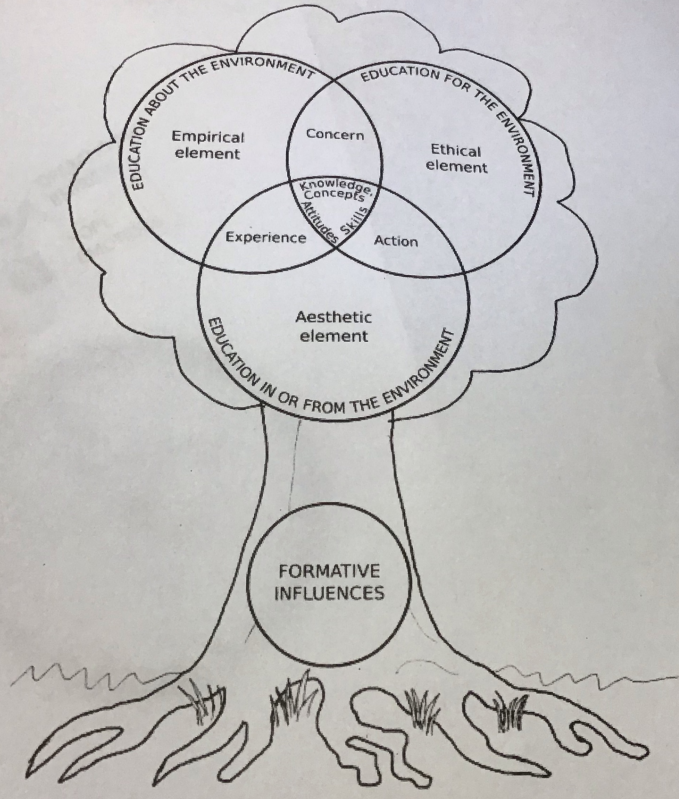 EDUCATION ABOUT THE ENVIRONMENT
EDUCATION FOR THE ENVIRONMENT
Empirical
element
Concern
Ethical
element
Knowledge,
Concepts
Attitudes
Skills
Experience
Action
Aesthetic
element
EDUCATION IN OR FROM THE ENVIRONMENT
FORMATIVE
INFLUENCES